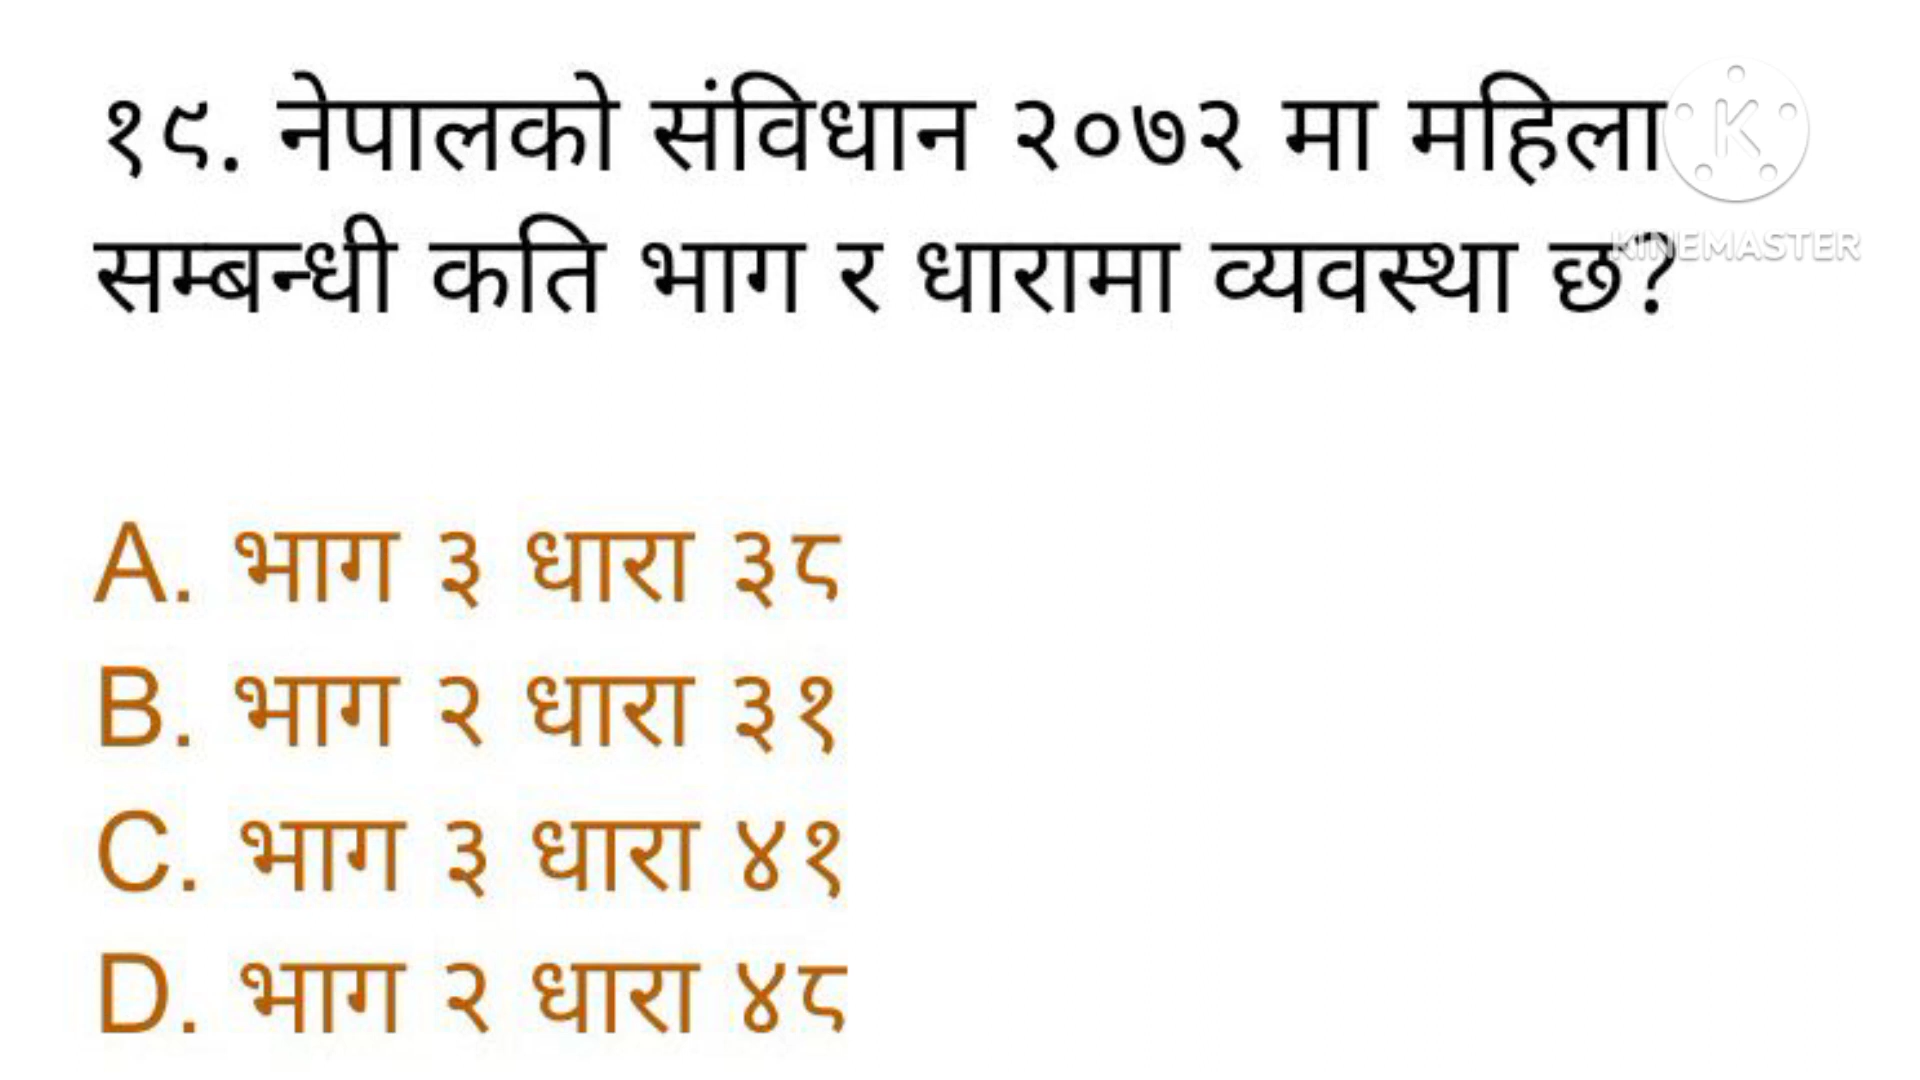 १९. नेपालको संविधान २०७२ मा महिला
सम्बन्धी कति भाग र धारामा व्यवस्था छ?
K
KINEMASTER
A. भाग ३ धारा ३८
B. भाग २ धारा ३१
C. भाग ३ धारा ४१
D. भाग २ धारा ४८